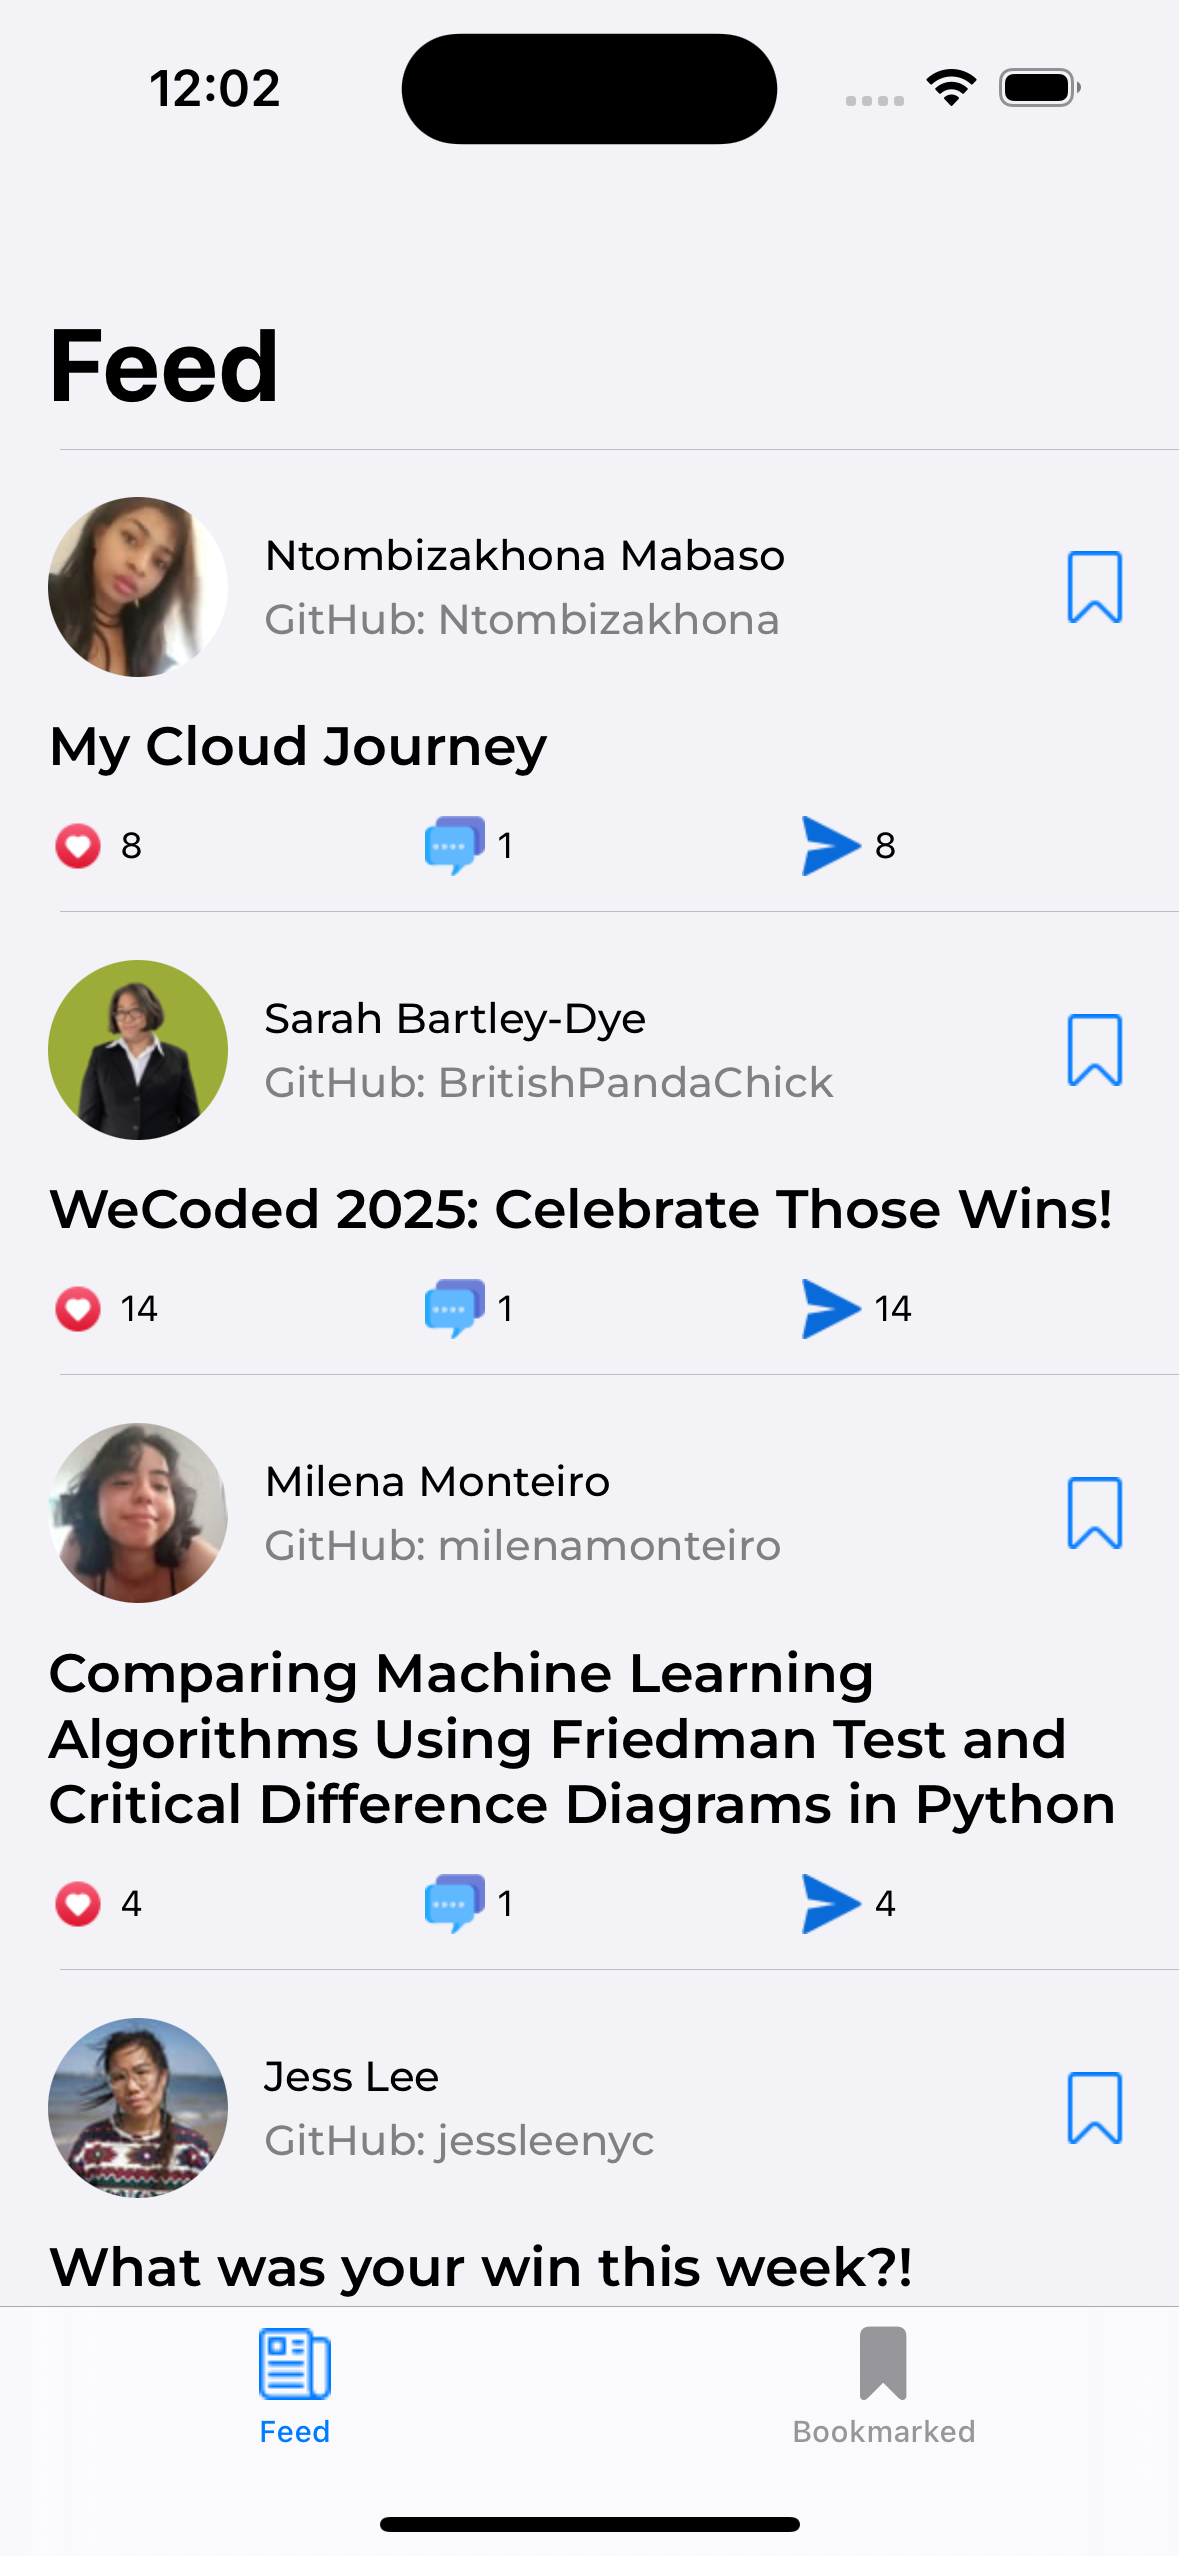 12:02
Feed
Ntombizakhona Mabaso
GitHub: Ntombizakhona
My Cloud Journey
8 1 8
Sarah Bartley-Dye
GitHub: BritishPandaChick
WeCoded 2025: Celebrate Those Wins!
14 1 14
Milena Monteiro
GitHub: milenamonteiro
Comparing Machine Learning
Algorithms Using Friedman Test and
Critical Difference Diagrams in Python
4 1 4
Jess Lee
GitHub: jessleenyc
What was your win this week?!
Feed Bookmarked